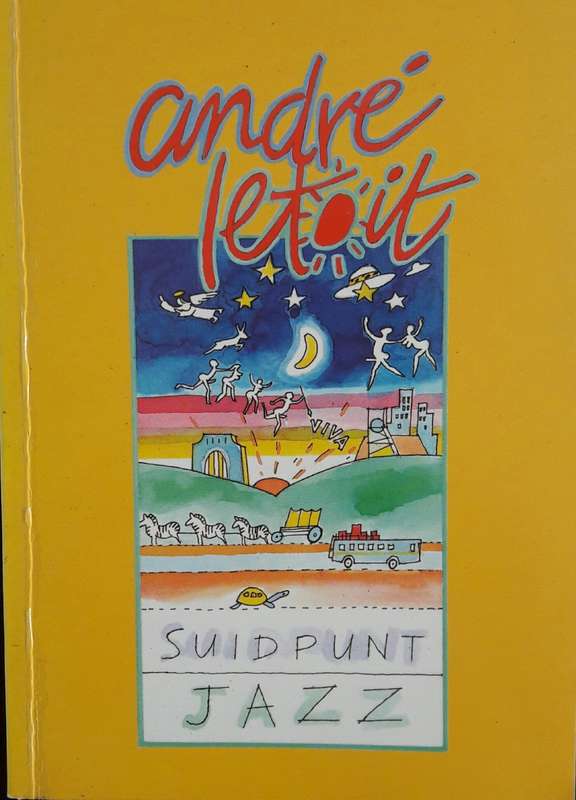 andré
letoit
VIVA
SUIDPUNT
JAZZ